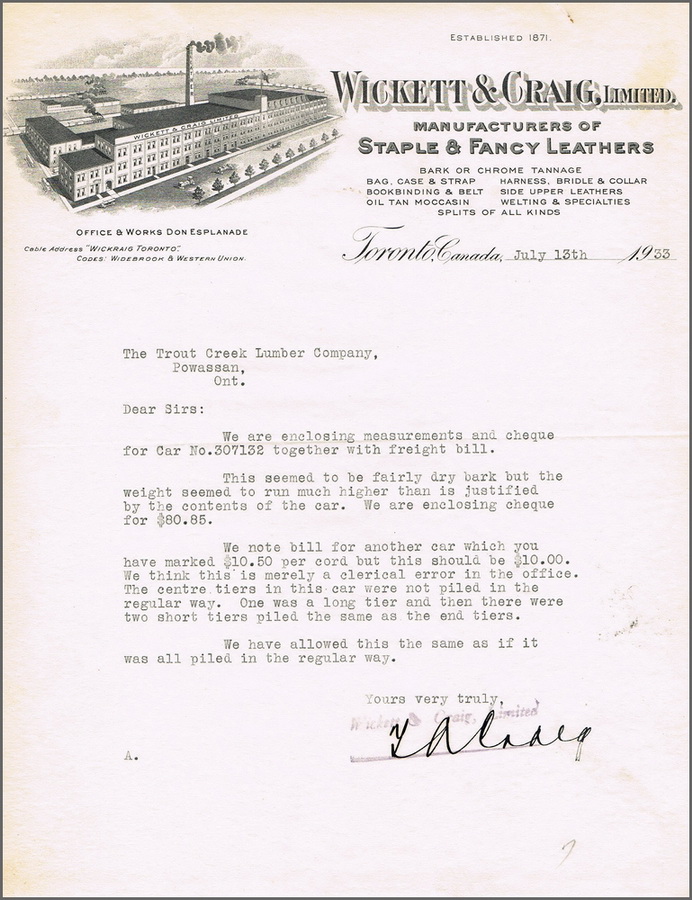 ESTABLISHED 1871.
WICKETT & CRAIG, LIMITED.
MANUFACTURERS OF
STAPLE & FANCY LEATHERS
BARK OR CHROME TANNAGE
BAG, CASE & STRAP HARNESS, BRIDLE & COLLAR
BOOKBINDING & BELT SIDE UPPER LEATHERS
OIL TAN MOCCASIN WELTING & SPECIALTIES
SPLITS OF ALL KINDS
WICKETT & CRAIG LIMITED
OFFICE & WORKS DON ESPLANADE
Cable Address "WICKRAIG TORONTO".
CODES: WIDEBROOK & WESTERN UNION.
Toronto, Canada, July 13th 1933
The Trout Creek Lumber Company,
Powassan,
Ont.
Dear Sirs:
We are enclosing measurements and cheque
for Car No.307132 together with freight bill.
This seemed to be fairly dry bark but the
weight seemed to run much higher than is justified
by the contents of the car. We are enclosing cheque
for $80.85.
We note bill for another car which you
have marked $10.50 per cord but this should be $10.00.
We think this is merely a clerical error in the office.
The centre tiers in this car were not piled in the
regular way. One was a long tier and then there were
two short tiers piled the same as the end tiers.
We have allowed this the same as if it
was all piled in the regular way.
Yours very truly,
Wickett & Craig, Limited
Craig
A.